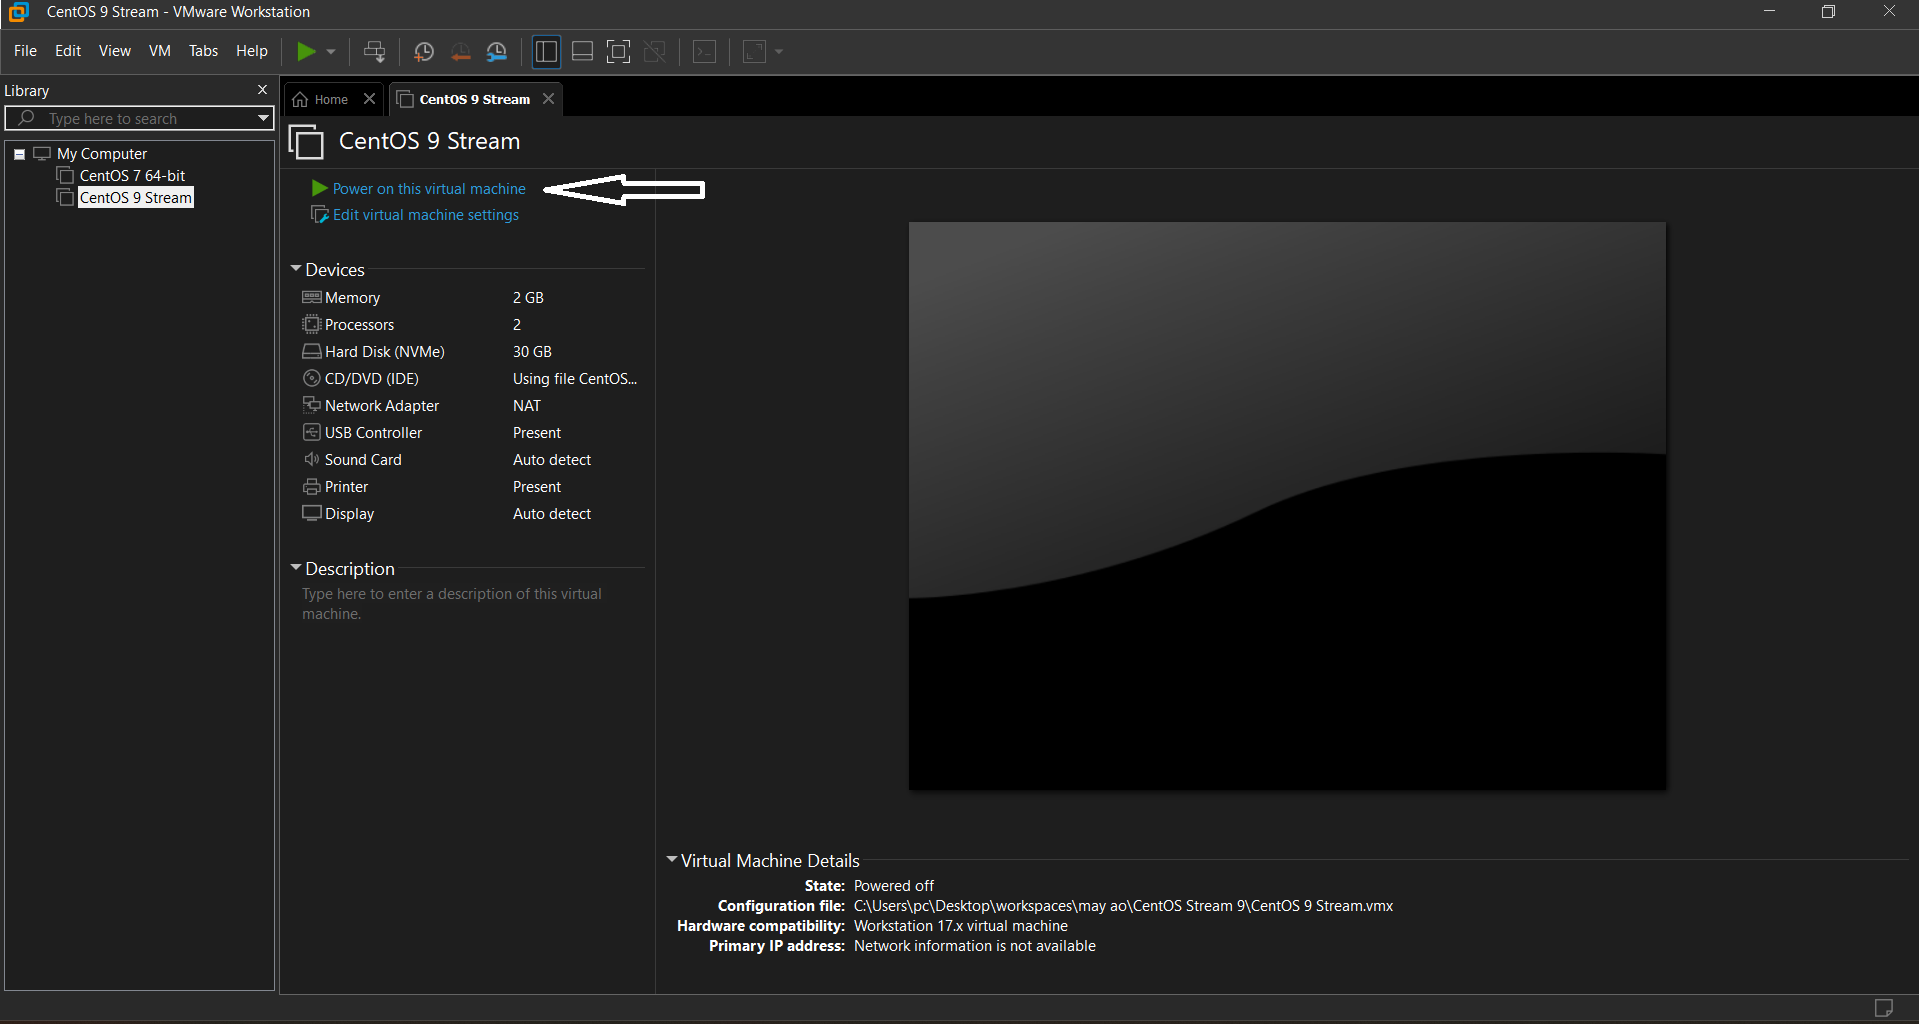 CentOS 9 Stream - VMware Workstation
File Edit View VM Tabs Help
Library
Type here to search
My Computer
CentOS 7 64-bit
CentOS 9 Stream
Home
CentOS 9 Stream
CentOS 9 Stream
Power on this virtual machine
Edit virtual machine settings
Devices
Memory 2 GB
Processors 2
Hard Disk (NVMe) 30 GB
CD/DVD (IDE) Using file CentOS...
Network Adapter NAT
USB Controller Present
Sound Card Auto detect
Printer Present
Display Auto detect
Description
Type here to enter a description of this virtual
machine.
Virtual Machine Details
State: Powered off
Configuration file: C:\Users\pc\Desktop\workspaces\may ao\CentOS Stream 9\CentOS 9 Stream.vmx
Hardware compatibility: Workstation 17.x virtual machine
Primary IP address: Network information is not available